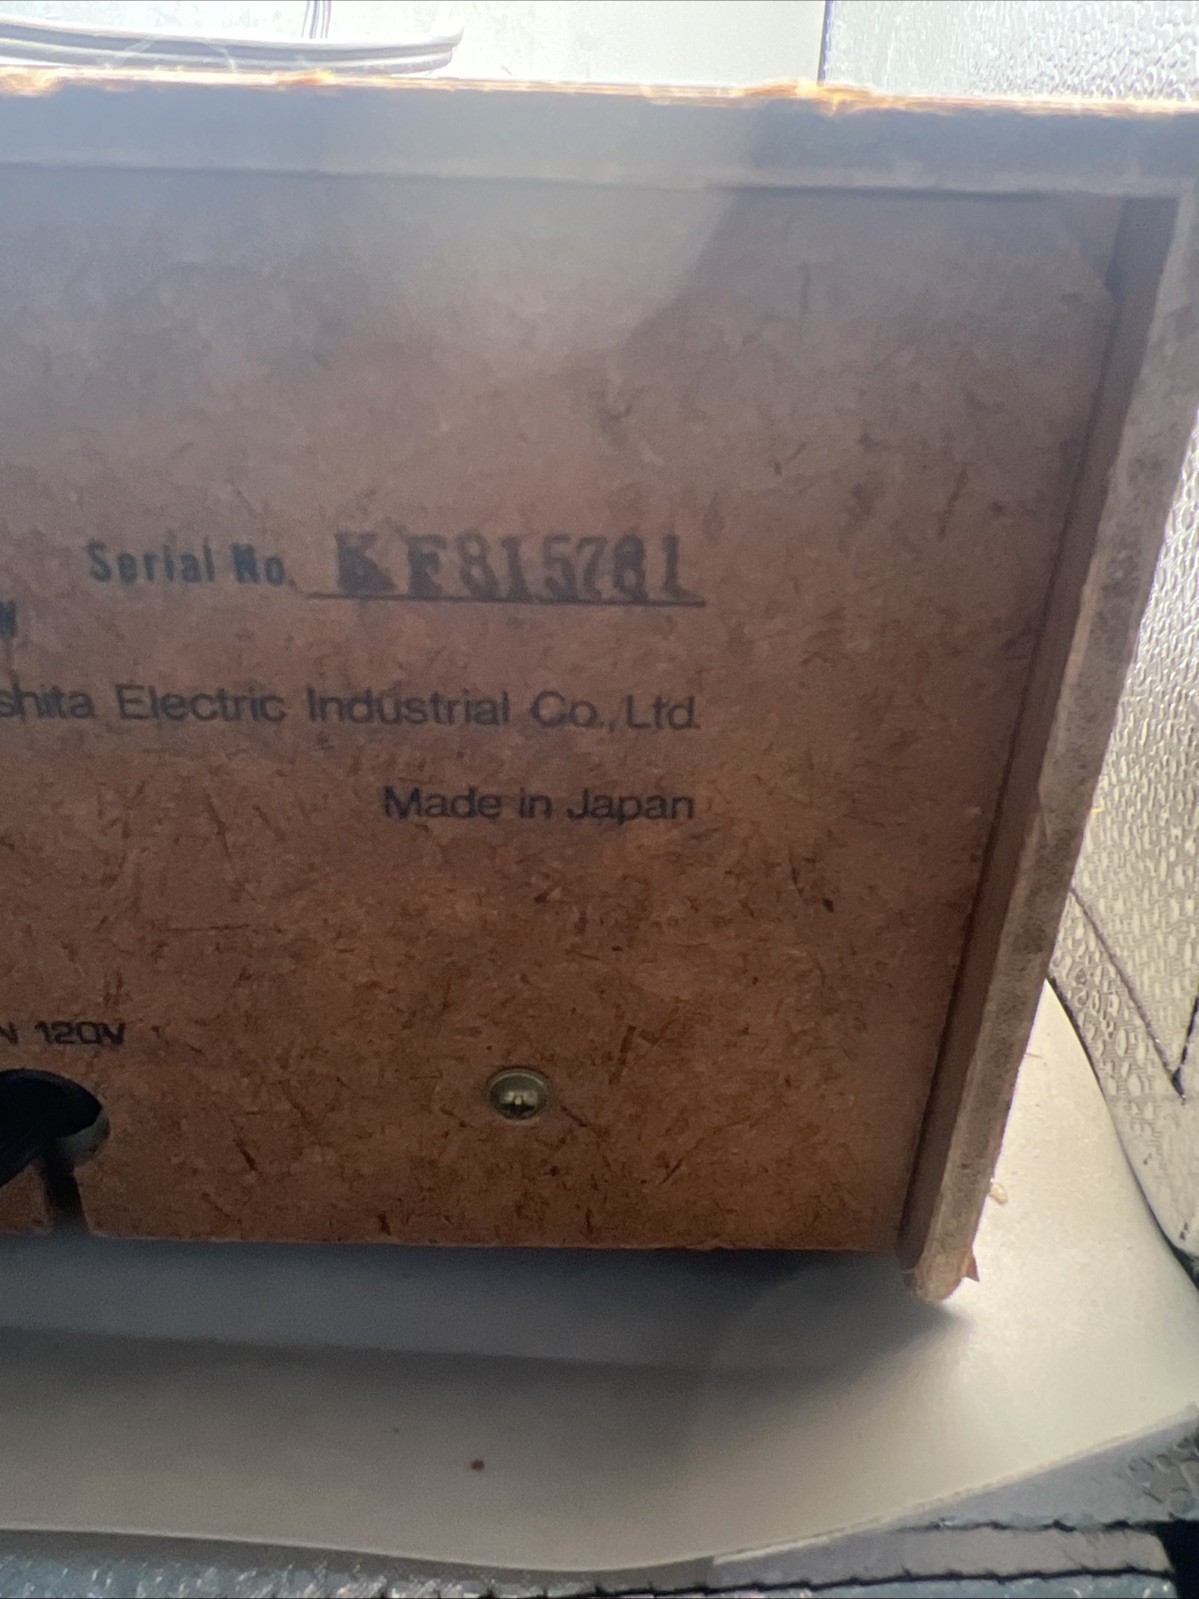 Serial No. KF815781
W
shita Electric Industrial Co., Ltd.
Made in Japan
N 120V